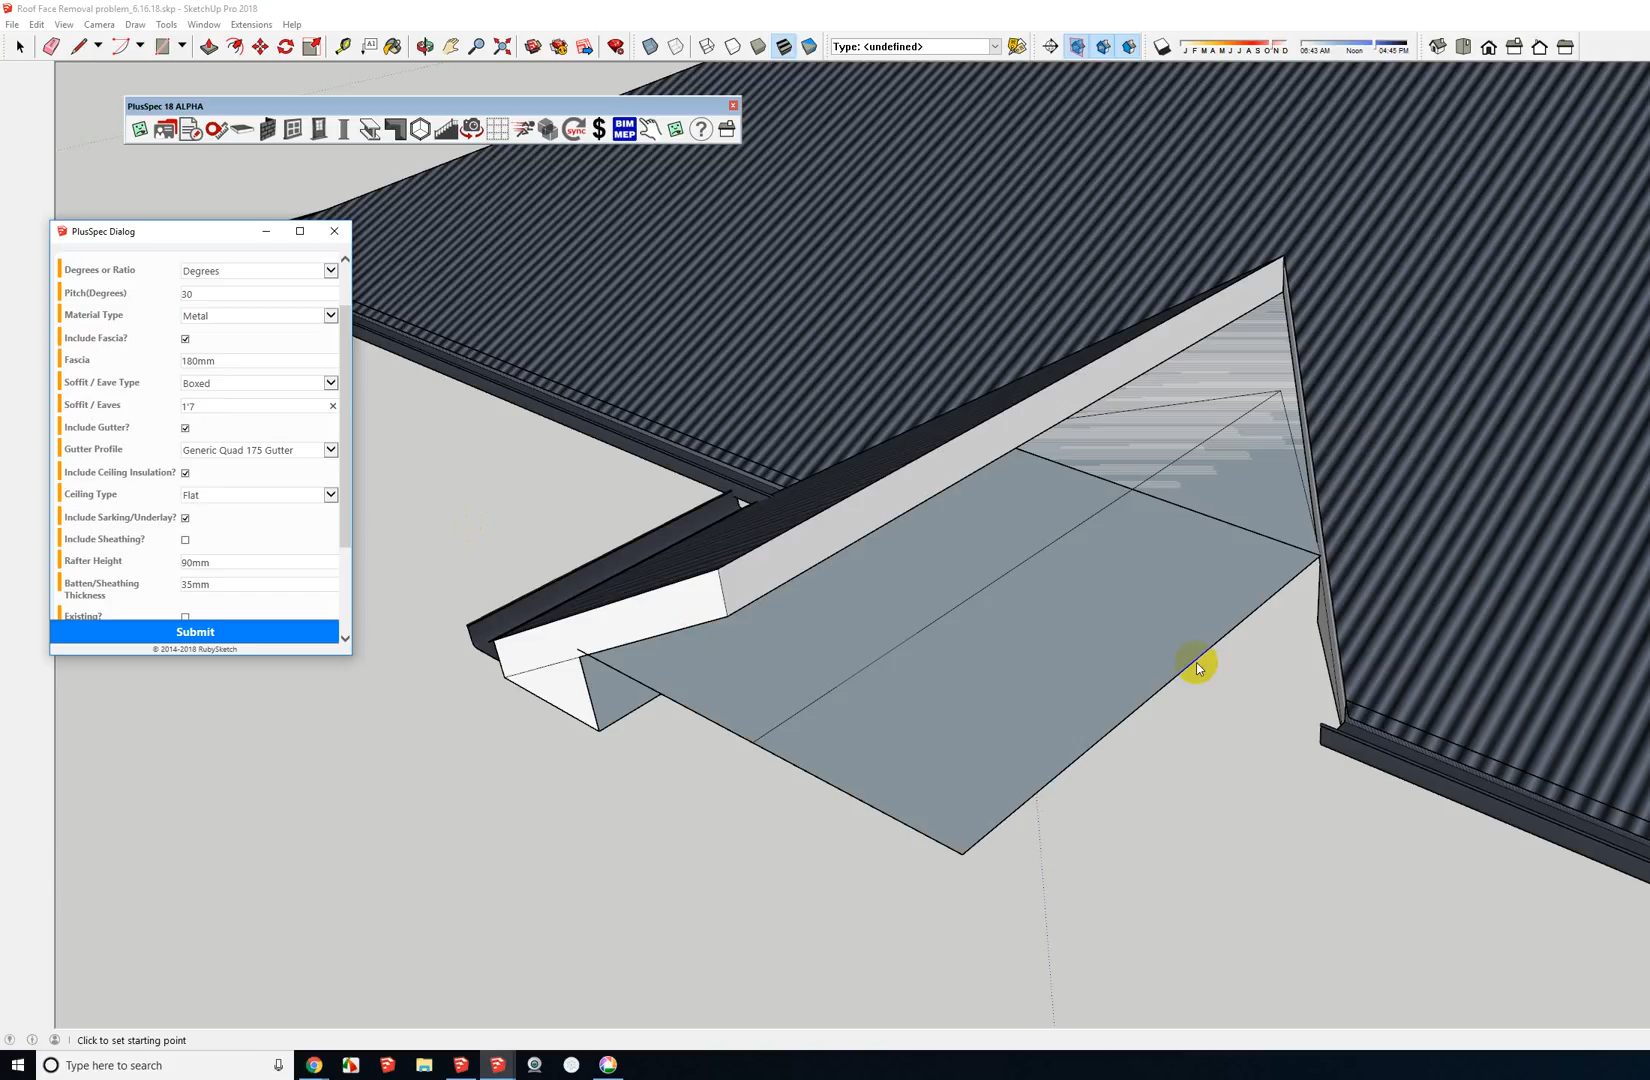 Roof Face Removal problem_6.16.18.skp - SketchUp Pro 2018
File Edit View Camera Draw Tools Window Extensions Help
Type: <undefined>
J F M A M J J A S O N D
06:43 AM Noon 04:45 PM
PlusSpec 18 ALPHA
sync $ BIM MEP ?
PlusSpec Dialog
Degrees or Ratio Degrees
Pitch(Degrees) 30
Material Type Metal
Include Fascia?
Fascia 180mm
Soffit / Eave Type Boxed
Soffit / Eaves 1'7
Include Gutter?
Gutter Profile Generic Quad 175 Gutter
Include Ceiling Insulation?
Ceiling Type Flat
Include Sarking/Underlay?
Include Sheathing?
Rafter Height 90mm
Batten/Sheathing Thickness 35mm
Existing?
Submit
© 2014-2018 RubySketch
Click to set starting point
Type here to search